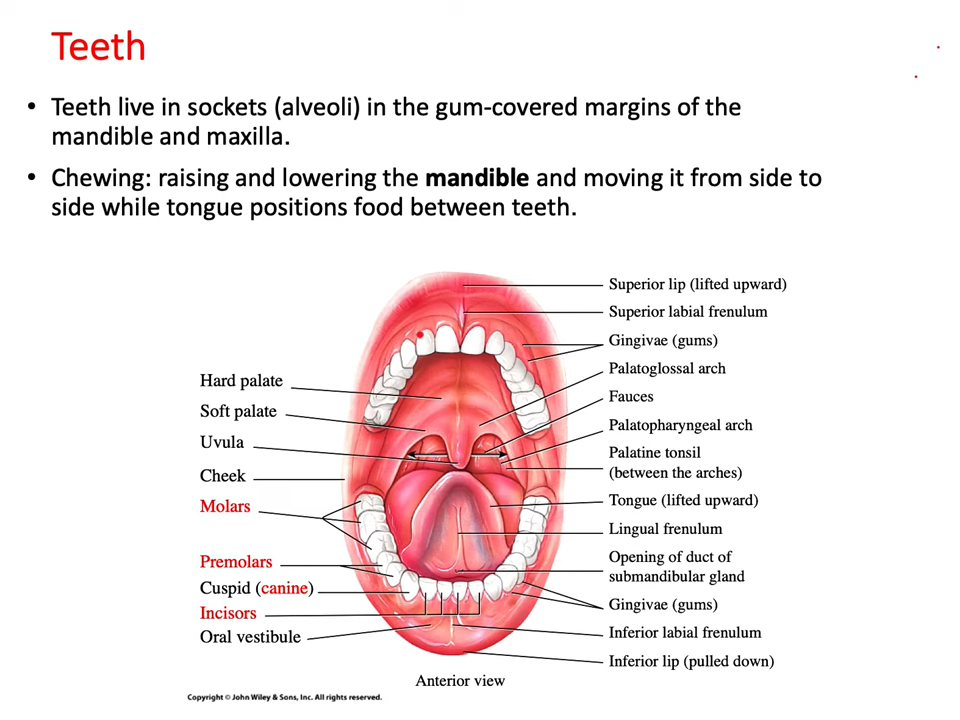 Teeth
• Teeth live in sockets (alveoli) in the gum-covered margins of the
mandible and maxilla.
• Chewing: raising and lowering the mandible and moving it from side to
side while tongue positions food between teeth.
Hard palate
Soft palate
Uvula
Cheek
Molars
Premolars
Cuspid (canine)
Incisors
Oral vestibule
Superior lip (lifted upward)
Superior labial frenulum
Gingivae (gums)
Palatoglossal arch
Fauces
Palatopharyngeal arch
Palatine tonsil
(between the arches)
Tongue (lifted upward)
Lingual frenulum
Opening of duct of
submandibular gland
Gingivae (gums)
Inferior labial frenulum
Inferior lip (pulled down)
Anterior view
Copyright © John Wiley & Sons, Inc. All rights reserved.